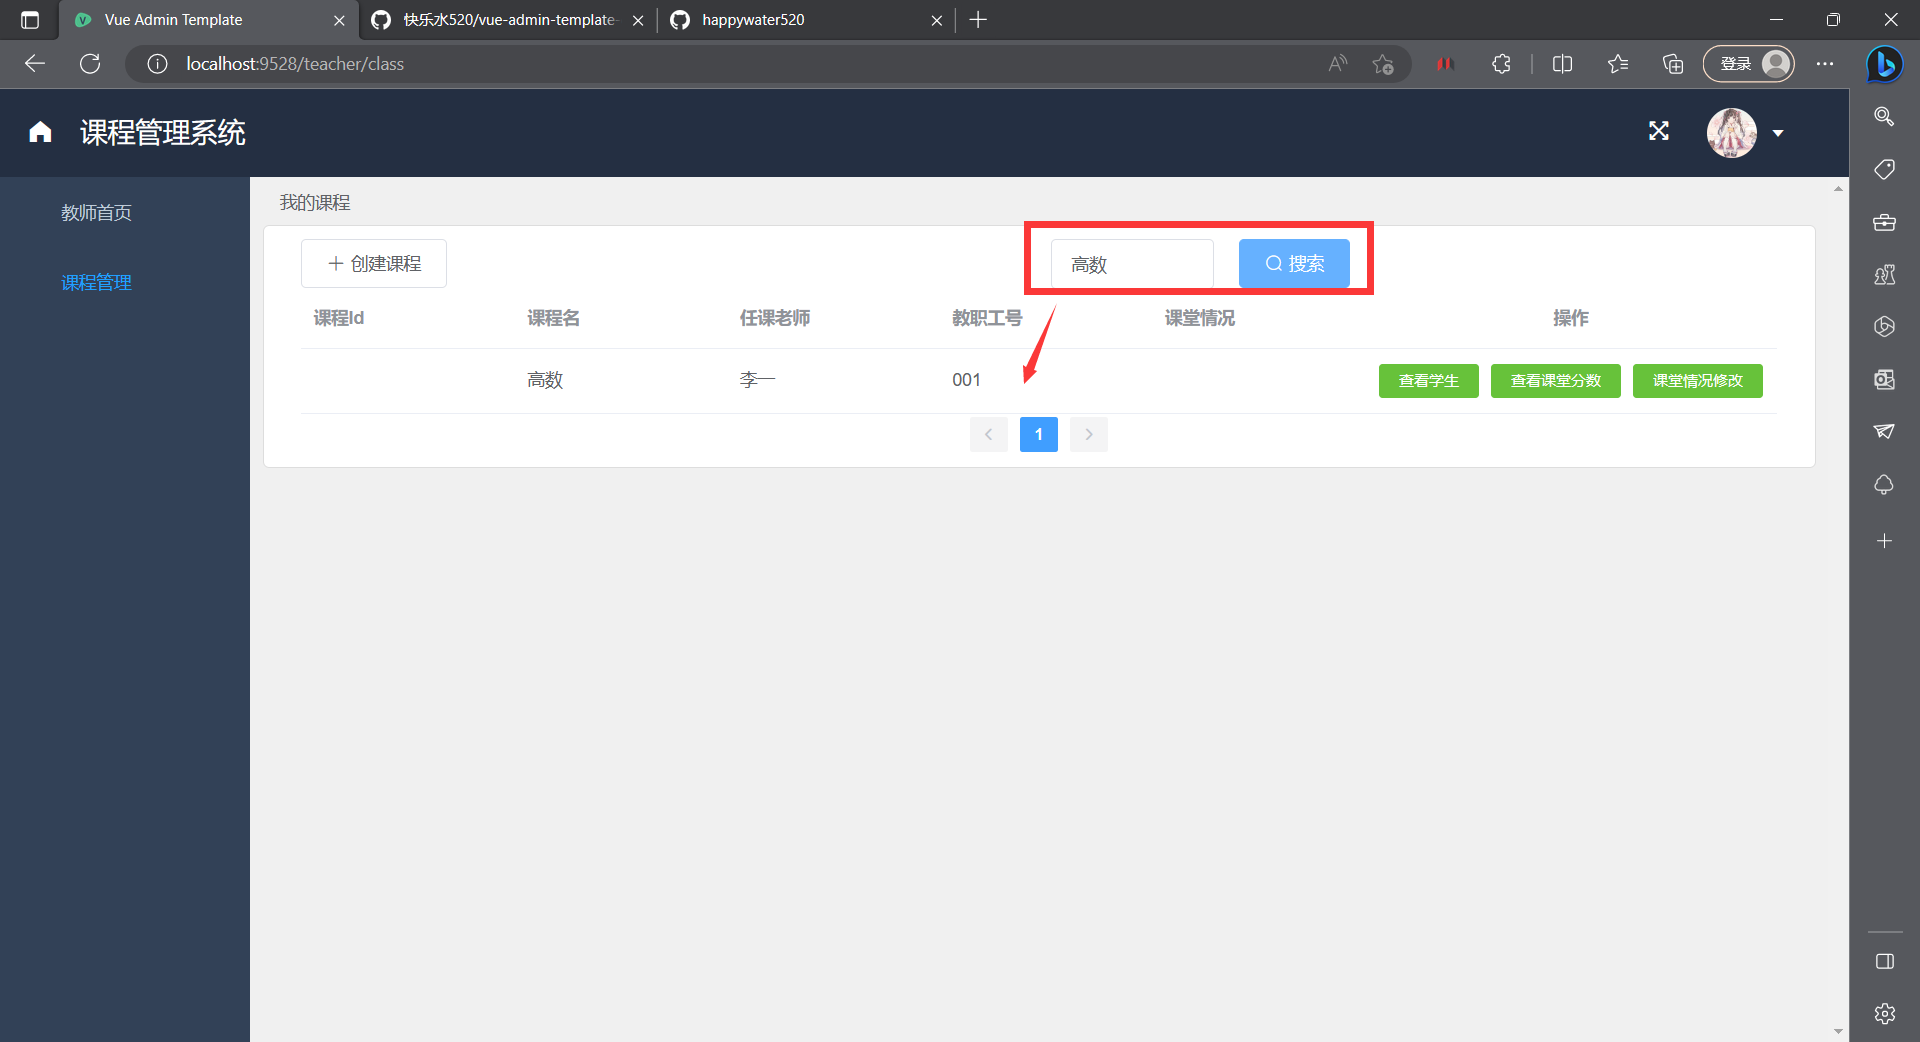 Vue Admin Template
快乐水520/vue-admin-template-
happywater520
localhost:9528/teacher/class
登录
课程管理系统
教师首页
课程管理
我的课程
创建课程
高数
搜索
课程Id 课程名 任课老师 教职工号 课堂情况 操作
高数 李一 001 查看学生 查看课堂分数 课堂情况修改
1